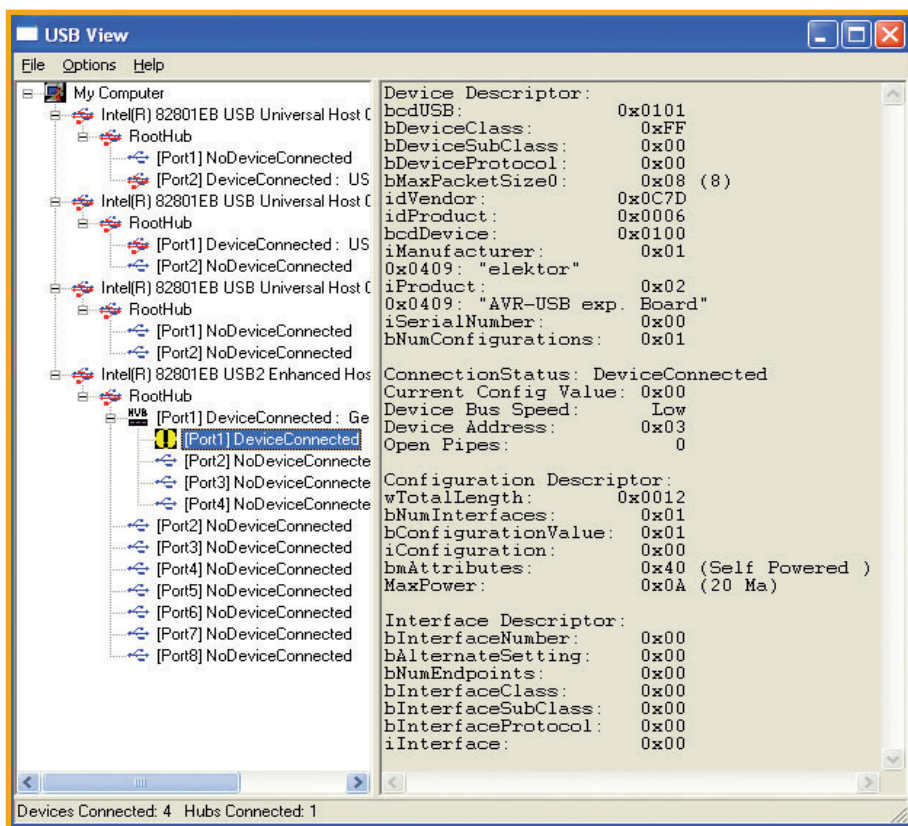 USB View
File Options Help
My Computer
Intel(R) 82801EB USB Universal Host C
RootHub
[Port1] NoDeviceConnected
[Port2] DeviceConnected : US
Intel(R) 82801EB USB Universal Host C
RootHub
[Port1] DeviceConnected : US
[Port2] NoDeviceConnected
Intel(R) 82801EB USB Universal Host C
RootHub
[Port1] NoDeviceConnected
[Port2] NoDeviceConnected
Intel(R) 82801EB USB2 Enhanced Hos
RootHub
HUB [Port1] DeviceConnected : Ge
[Port1] DeviceConnected
[Port2] NoDeviceConnecte
[Port3] NoDeviceConnecte
[Port4] NoDeviceConnecte
[Port2] NoDeviceConnected
[Port3] NoDeviceConnected
[Port4] NoDeviceConnected
[Port5] NoDeviceConnected
[Port6] NoDeviceConnected
[Port7] NoDeviceConnected
[Port8] NoDeviceConnected
Device Descriptor:
bcdUSB: 0x0101
bDeviceClass: 0xFF
bDeviceSubClass: 0x00
bDeviceProtocol: 0x00
bMaxPacketSize0: 0x08 (8)
idVendor: 0x0C7D
idProduct: 0x0006
bcdDevice: 0x0100
iManufacturer: 0x01
0x0409: "elektor"
iProduct: 0x02
0x0409: "AVR-USB exp. Board"
iSerialNumber: 0x00
bNumConfigurations: 0x01
ConnectionStatus: DeviceConnected
Current Config Value: 0x00
Device Bus Speed: Low
Device Address: 0x03
Open Pipes: 0
Configuration Descriptor:
wTotalLength: 0x0012
bNumInterfaces: 0x01
bConfigurationValue: 0x01
iConfiguration: 0x00
bmAttributes: 0x40 (Self Powered )
MaxPower: 0x0A (20 Ma)
Interface Descriptor:
bInterfaceNumber: 0x00
bAlternateSetting: 0x00
bNumEndpoints: 0x00
bInterfaceClass: 0x00
bInterfaceSubClass: 0x00
bInterfaceProtocol: 0x00
iInterface: 0x00
Devices Connected: 4 Hubs Connected: 1